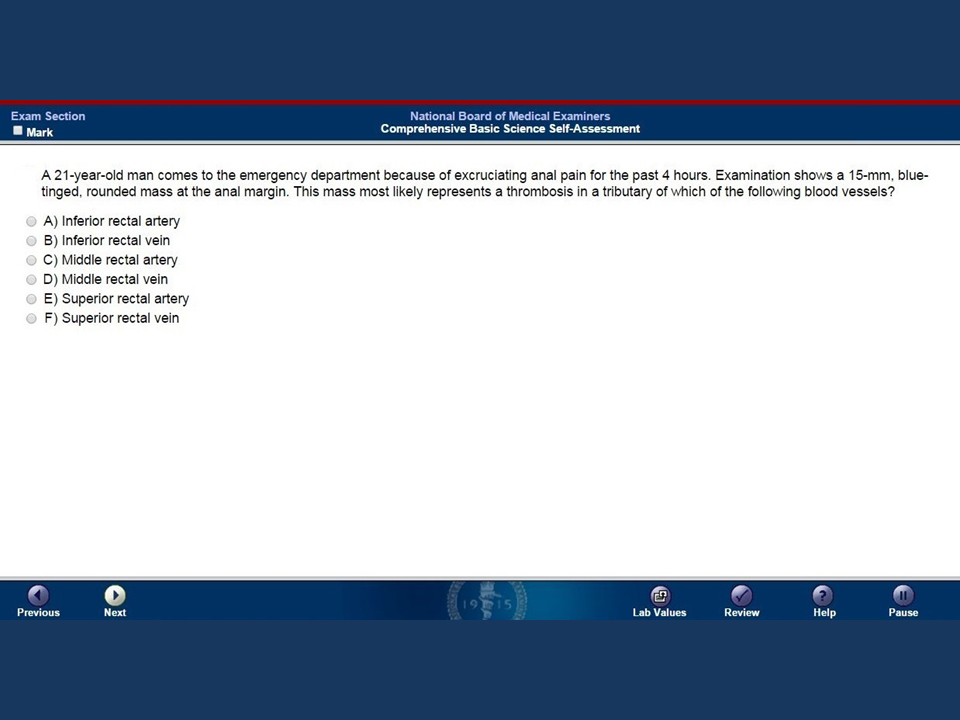 Exam Section
Mark
National Board of Medical Examiners
Comprehensive Basic Science Self-Assessment
A 21-year-old man comes to the emergency department because of excruciating anal pain for the past 4 hours. Examination shows a 15-mm, blue-
tinged, rounded mass at the anal margin. This mass most likely represents a thrombosis in a tributary of which of the following blood vessels?
A) Inferior rectal artery
B) Inferior rectal vein
C) Middle rectal artery
D) Middle rectal vein
E) Superior rectal artery
F) Superior rectal vein
Previous
Next
19 15
Lab Values
Review
Help
Pause